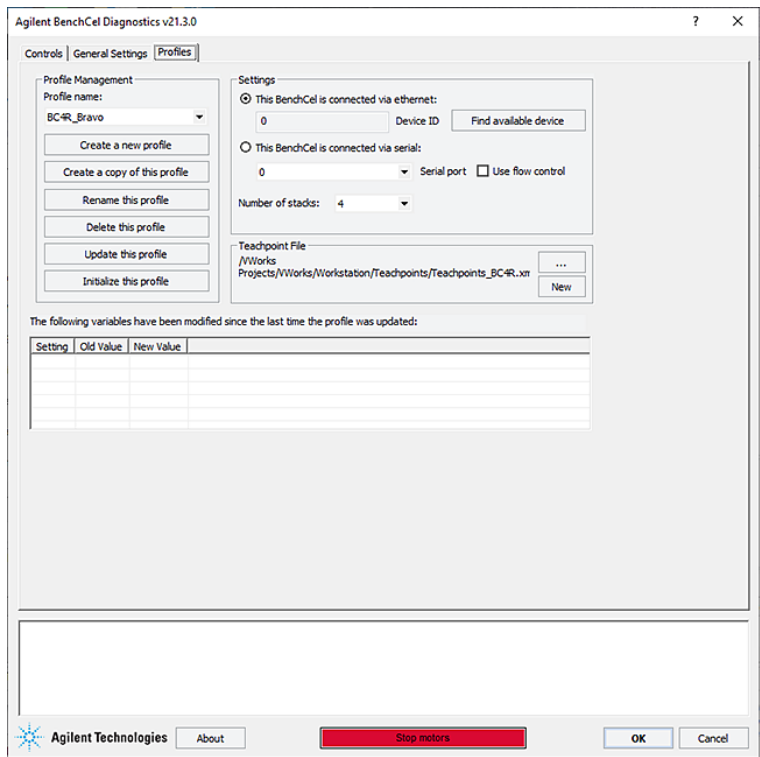 Agilent BenchCel Diagnostics v21.3.0 ? X
Controls General Settings Profiles
Profile Management
Profile name:
BC4R_Bravo
Create a new profile
Create a copy of this profile
Rename this profile
Delete this profile
Update this profile
Initialize this profile
Settings
This BenchCel is connected via ethernet:
0 Device ID Find available device
This BenchCel is connected via serial:
0 Serial port Use flow control
Number of stacks: 4
Teachpoint File
/VWorks
Projects/VWorks/Workstation/Teachpoints/Teachpoints_BC4R.xm
...
New
The following variables have been modified since the last time the profile was updated:
Setting Old Value New Value
Agilent Technologies About Stop motors OK Cancel